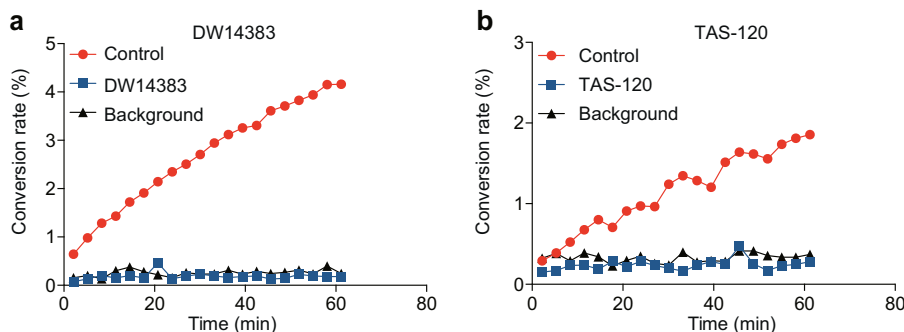 a
DW14383
Conversion rate (%)
5
4
3
2
1
0
Control
DW14383
Background
0
20
40
60
80
Time (min)
b
TAS-120
Conversion rate (%)
3
2
1
0
Control
TAS-120
Background
0
20
40
60
80
Time (min)